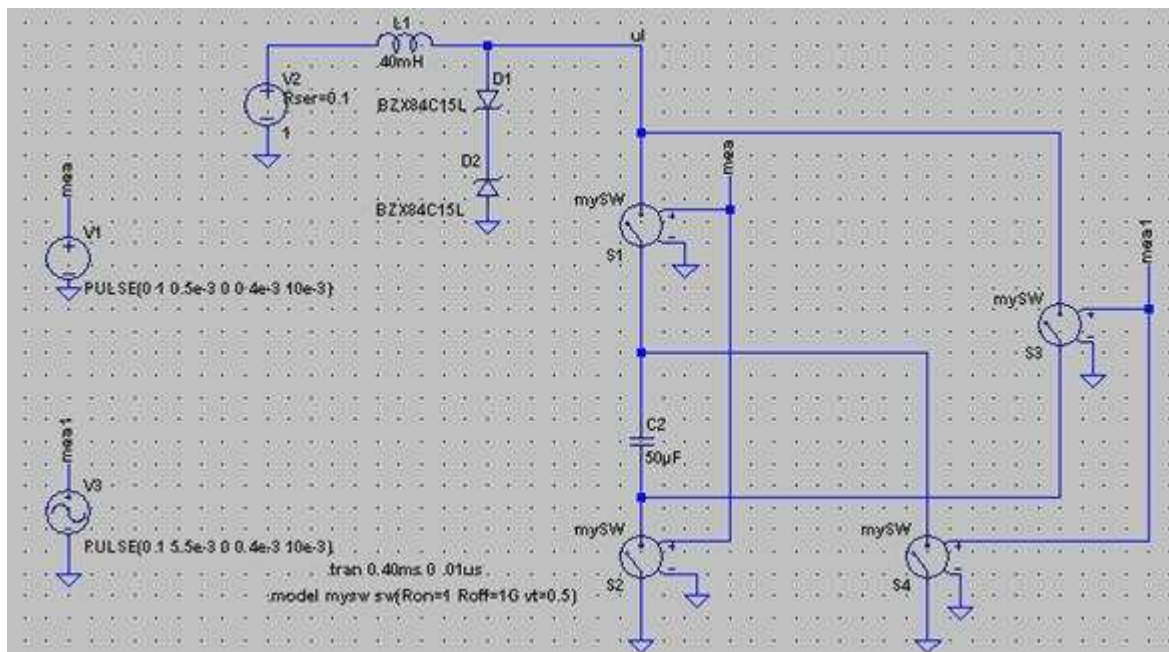 L1
40mH
ul
V2
Rser=0.1
1
D1
BZX84C15L
D2
BZX84C15L
mea
V1
PULSE(0 1 0.5e-3 0 0 4e-3 10e-3)
mySW
S1
mea
mea1
mySW
S3
C2
50µF
mea1
V3
PULSE(0 1 5.5e-3 0 0 4e-3 10e-3)
.tran 0 40ms 0 .01us
.model mysw sw(Ron=1 Roff=1G vt=0.5)
mySW
S2
mySW
S4